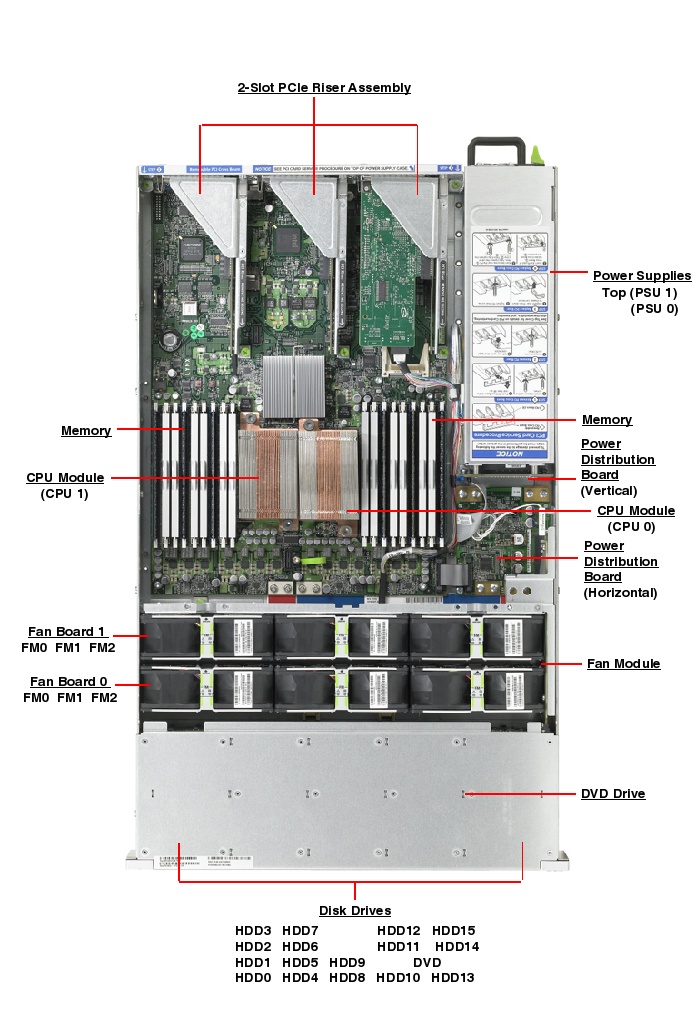 2-Slot PCIe Riser Assembly
Power Supplies
Top (PSU 1)
(PSU 0)
Memory
Memory
Power
Distribution
Board
(Vertical)
CPU Module
(CPU 1)
CPU Module
(CPU 0)
Power
Distribution
Board
(Horizontal)
NOTICE
Fan Board 1
FM0 FM1 FM2
Fan Module
Fan Board 0
FM0 FM1 FM2
DVD Drive
Disk Drives
HDD3 HDD7 HDD12 HDD15
HDD2 HDD6 HDD11 HDD14
HDD1 HDD5 HDD9 DVD
HDD0 HDD4 HDD8 HDD10 HDD13